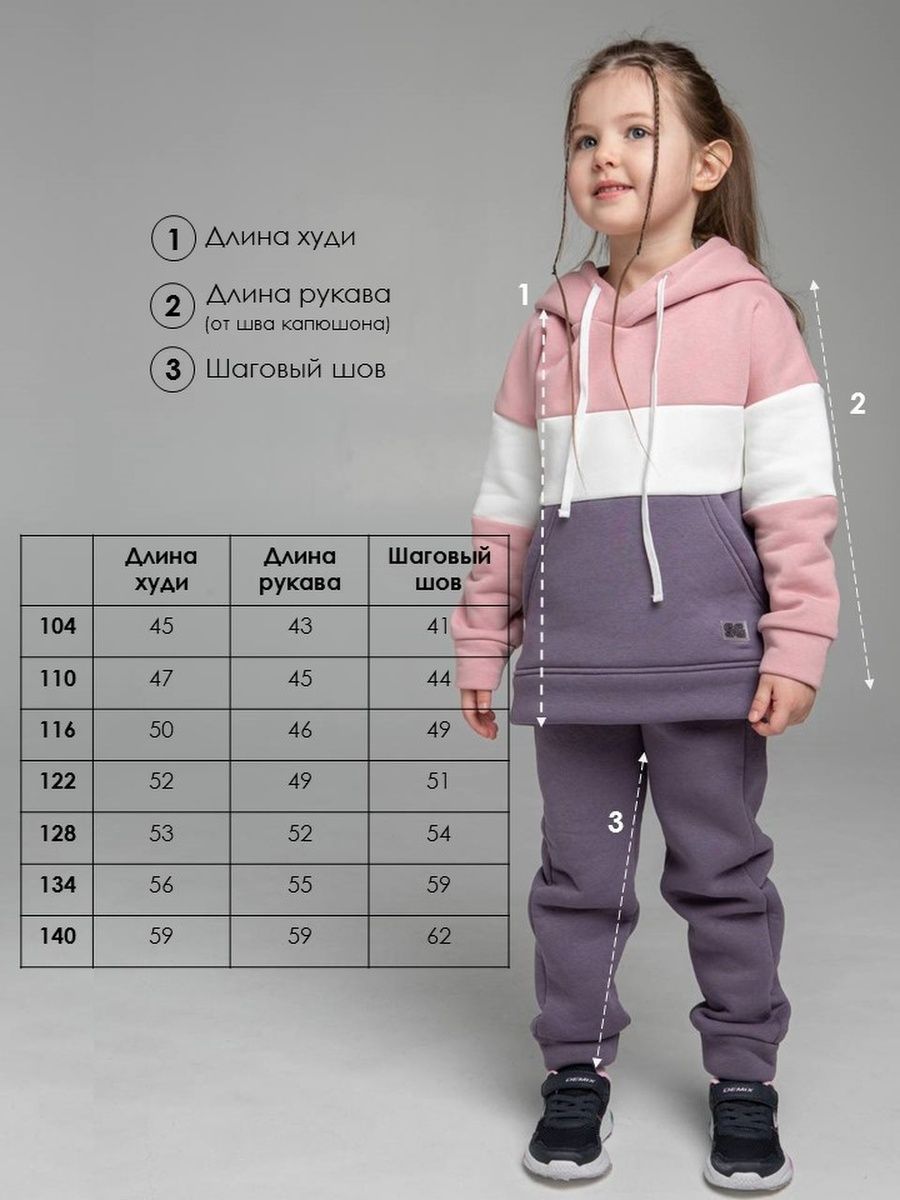 1 Длина худи
2 Длина рукава
(от шва капюшона)
3 Шаговый шов
1
2
3
Длина худи Длина рукава Шаговый шов
104 45 43 41
110 47 45 44
116 50 46 49
122 52 49 51
128 53 52 54
134 56 55 59
140 59 59 62
DEMIX
DEMIX